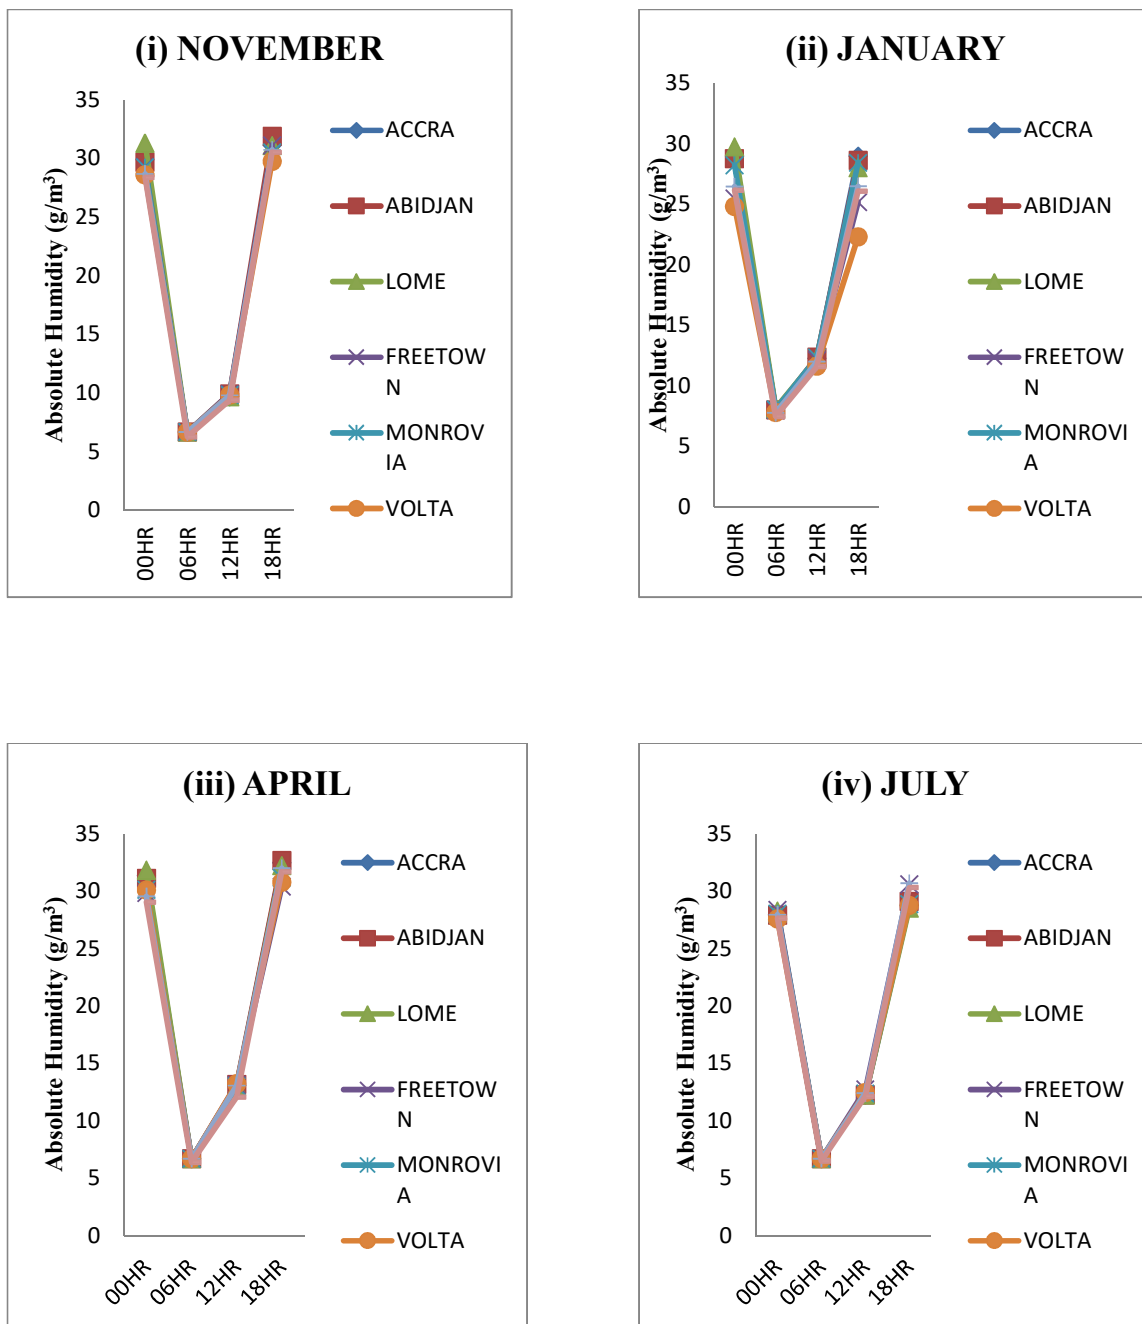 (i) NOVEMBER
Absolute Humidity (g/m³)
35
30
25
20
15
10
5
0
00HR
06HR
12HR
18HR
ACCRA
ABIDJAN
LOME
FREETOW
N
MONROV
IA
VOLTA
(ii) JANUARY
Absolute Humidity (g/m³)
35
30
25
20
15
10
5
0
00HR
06HR
12HR
18HR
ACCRA
ABIDJAN
LOME
FREETOW
N
MONROVI
A
VOLTA
(iii) APRIL
Absolute Humidity (g/m³)
35
30
25
20
15
10
5
0
00HR
06HR
12HR
18HR
ACCRA
ABIDJAN
LOME
FREETOW
N
MONROVI
A
VOLTA
(iv) JULY
Absolute Humidity (g/m³)
35
30
25
20
15
10
5
0
00HR
06HR
12HR
18HR
ACCRA
ABIDJAN
LOME
FREETOW
N
MONROVI
A
VOLTA